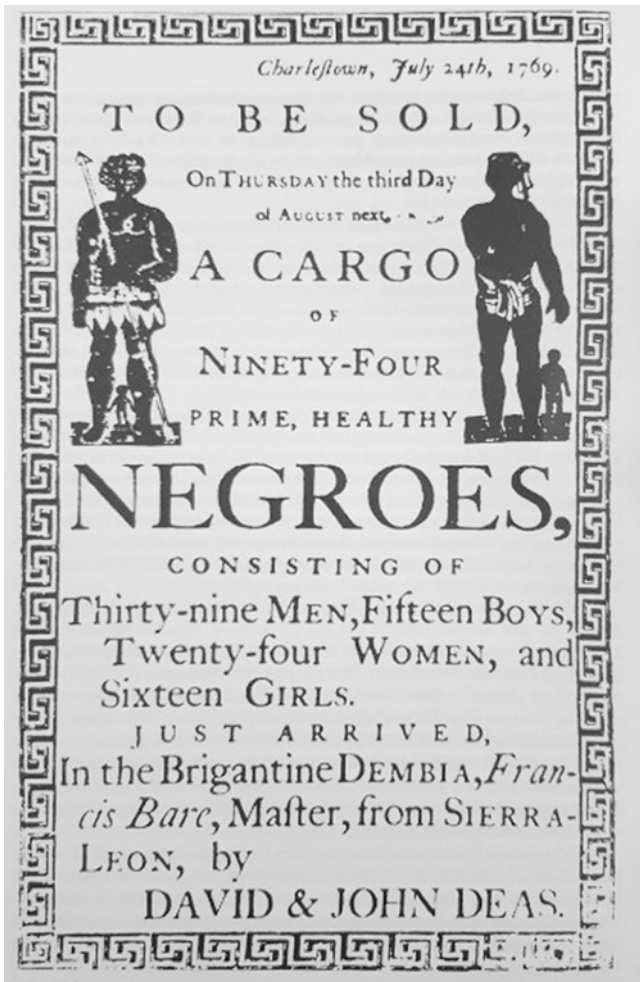 Charleſtown, July 24th, 1769.
TO BE SOLD,
On THURSDAY the third Day
of AUGUST next,
A CARGO
OF
NINETY-FOUR
PRIME, HEALTHY
NEGROES,
CONSISTING OF
Thirty-nine MEN, Fifteen BOYS,
Twenty-four WOMEN, and
Sixteen GIRLS.
JUST ARRIVED,
In the Brigantine DEMBIA, Fran-
cis Bare, Maſter, from SIERRA-
LEON, by
DAVID & JOHN DEAS.